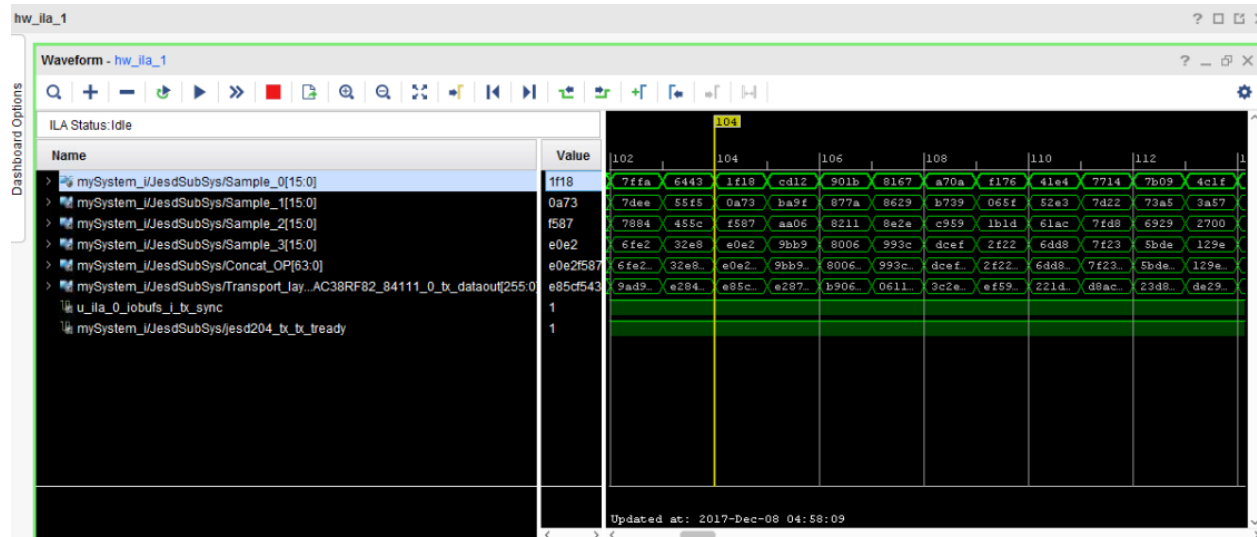 hw_ila_1
Dashboard Options
Waveform - hw_ila_1
ILA Status:Idle
Name Value 102 104 106 108 110 112
104
mySystem_i/JesdSubSys/Sample_0[15:0] 1f18 7ffa 6443 1f18 cd12 901b 8167 a70a f176 41e4 7714 7b09 4c1f
mySystem_i/JesdSubSys/Sample_1[15:0] 0a73 7dee 55f5 0a73 ba9f 877a 8629 b739 065f 52e3 7d22 73a5 3a57
mySystem_i/JesdSubSys/Sample_2[15:0] f587 7884 455c f587 aa06 8211 8e2e c959 1b1d 61ac 7fd8 6929 2700
mySystem_i/JesdSubSys/Sample_3[15:0] e0e2 6fe2 32e8 e0e2 9bb9 8006 993c dcef 2f22 6dd8 7f23 5bde 129e
mySystem_i/JesdSubSys/Concat_OP[63:0] e0e2f587 6fe2... 32e8... e0e2... 9bb9... 8006... 993c... dcef... 2f22... 6dd8... 7f23... 5bde... 129e...
mySystem_i/JesdSubSys/Transport_lay...AC38RF82_84111_0_tx_dataout[255:0 e85cf543 9ad9... e284... e85c... e287... b906... 0611... 3c2e... ef59... 221d... d8ac... 23d8... de29...
u_ila_0_iobufs_i_tx_sync 1
mySystem_i/JesdSubSys/jesd204_tx_tx_tready 1
Updated at: 2017-Dec-08 04:58:09